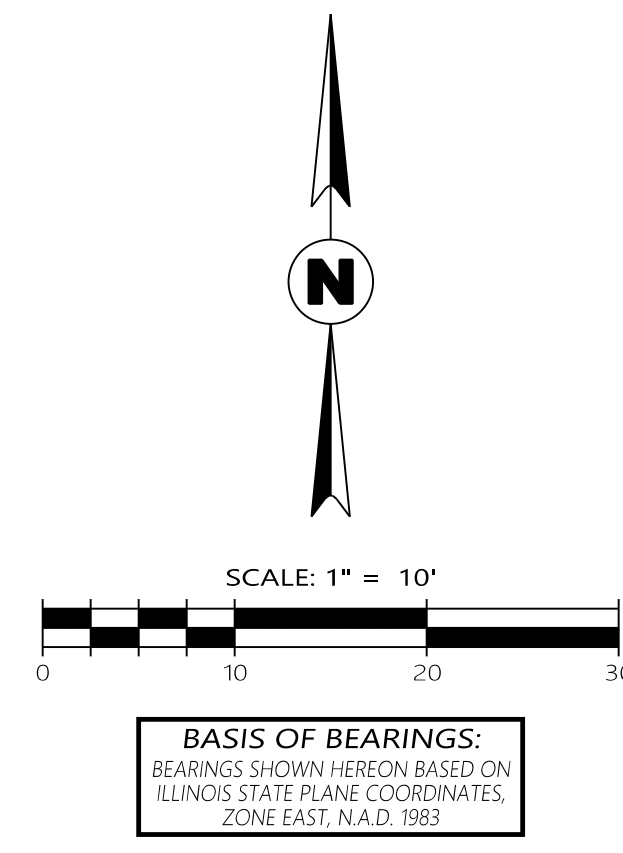 N
SCALE: 1" = 10'
0 10 20 30
BASIS OF BEARINGS:
BEARINGS SHOWN HEREON BASED ON
ILLINOIS STATE PLANE COORDINATES,
ZONE EAST, N.A.D. 1983